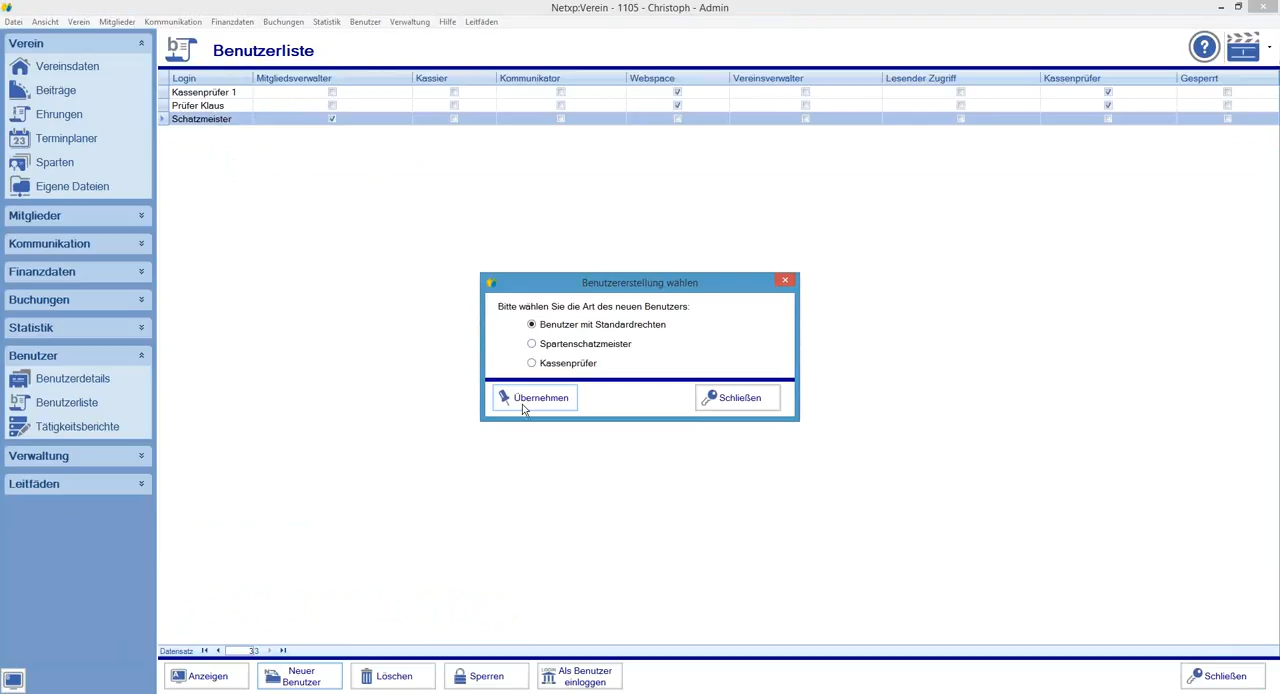 Netxp:Verein - 1105 - Christoph - Admin
Datei Ansicht Verein Mitglieder Kommunikation Finanzdaten Buchungen Statistik Benutzer Verwaltung Hilfe Leitfäden
Verein
Vereinsdaten
Beiträge
Ehrungen
23 Terminplaner
Sparten
Eigene Dateien
Mitglieder
Kommunikation
Finanzdaten
Buchungen
Statistik
Benutzer
Benutzerdetails
Benutzerliste
Tätigkeitsberichte
Verwaltung
Leitfäden
Benutzerliste
Login Mitgliedsverwalter Kassier Kommunikator Webspace Vereinsverwalter Lesender Zugriff Kassenprüfer Gesperrt
Kassenprüfer 1
Prüfer Klaus
Schatzmeister
Benutzererstellung wählen
Bitte wählen Sie die Art des neuen Benutzers:
Benutzer mit Standardrechten
Spartenschatzmeister
Kassenprüfer
Übernehmen Schließen
Datensatz
Anzeigen
Neuer
Benutzer
Löschen
Sperren
Als Benutzer
einloggen
Schließen